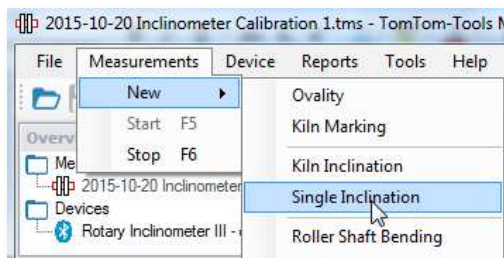 2015-10-20 Inclinometer Calibration 1.tms - TomTom-Tools
File Measurements Device Reports Tools Help
New
Ovality
Start F5
Kiln Marking
Stop F6
Kiln Inclination
Single Inclination
Roller Shaft Bending
Overv
Me
2015-10-20 Inclinometer
Devices
Rotary Inclinometer III -